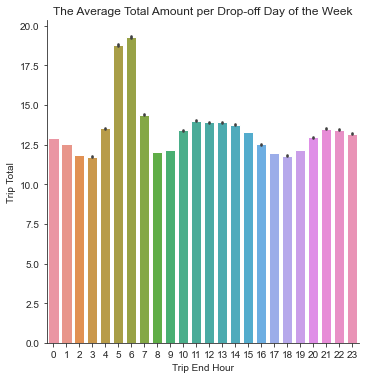 The Average Total Amount per Drop-off Day of the Week
20.0
17.5
15.0
12.5
10.0
7.5
5.0
2.5
0.0
Trip Total
0 1 2 3 4 5 6 7 8 9 10 11 12 13 14 15 16 17 18 19 20 21 22 23
Trip End Hour